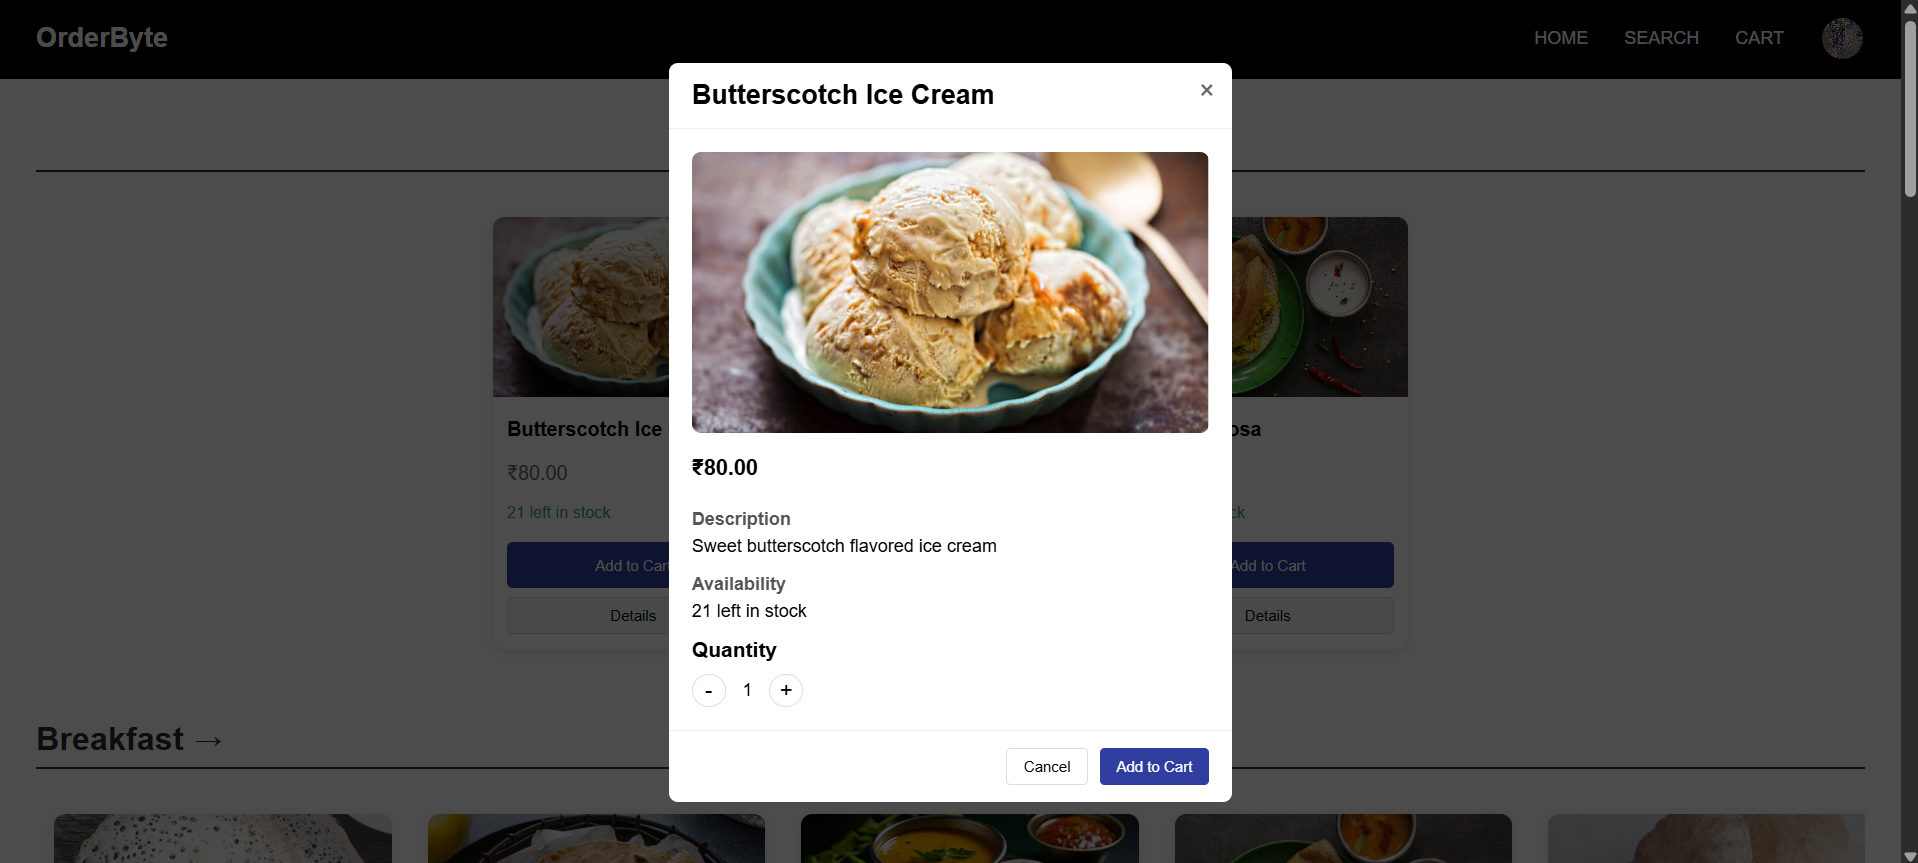 OrderByte
HOME SEARCH CART
Butterscotch Ice Cream
×
₹80.00
Description
Sweet butterscotch flavored ice cream
Availability
21 left in stock
Quantity
- 1 +
Cancel Add to Cart
Butterscotch Ice
₹80.00
21 left in stock
Add to Cart
Details
osa
ck
Add to Cart
Details
Breakfast →